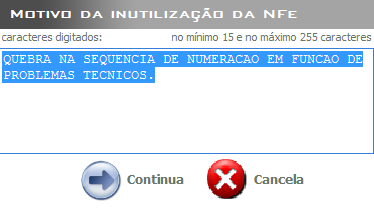 Motivo da inutilização da NFe
caracteres digitados: no mínimo 15 e no máximo 255 caracteres
QUEBRA NA SEQUENCIA DE NUMERACAO EM FUNCAO DE
PROBLEMAS TECNICOS.
Continua Cancela